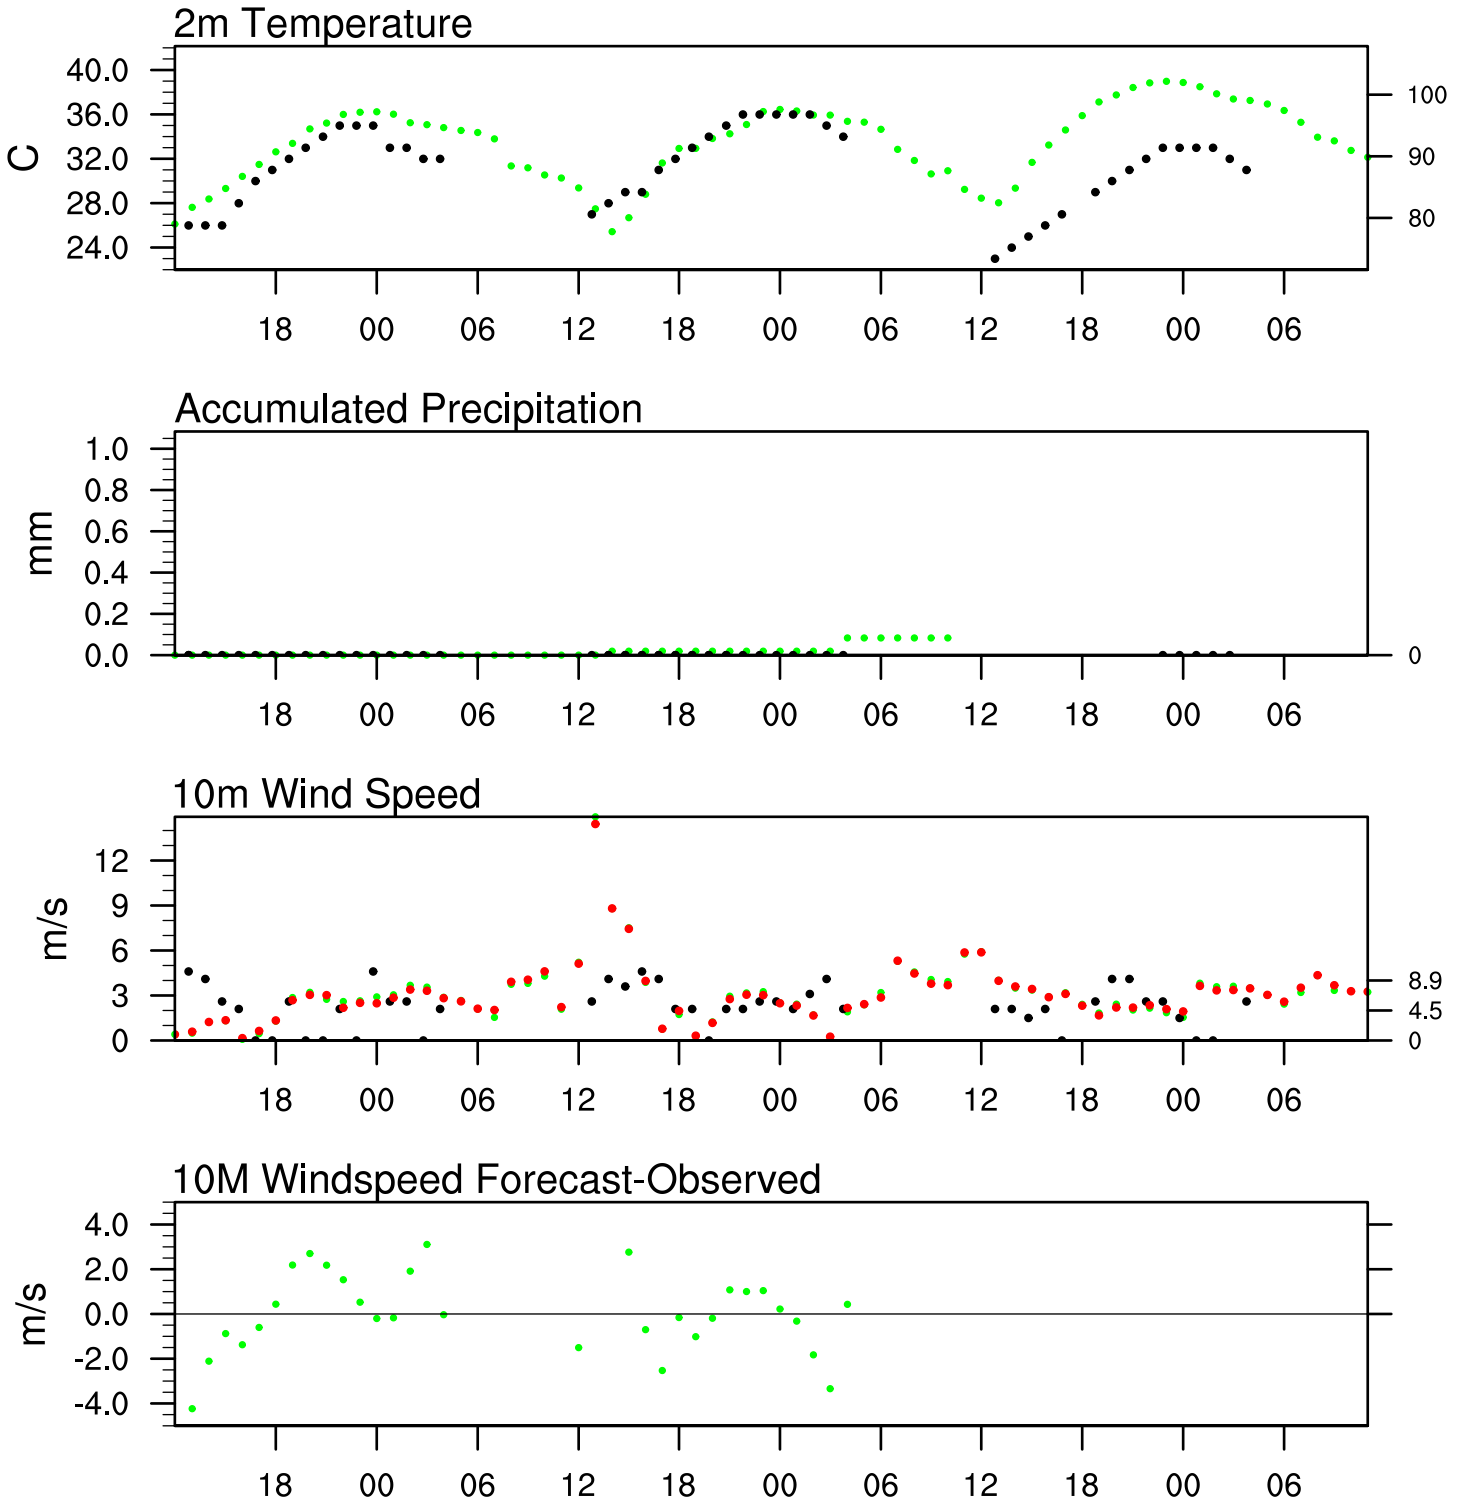 2m Temperature
C
40.0
36.0
32.0
28.0
24.0
100
90
80
18 00 06 12 18 00 06 12 18 00 06
Accumulated Precipitation
mm
1.0
0.8
0.6
0.4
0.2
0.0
0
18 00 06 12 18 00 06 12 18 00 06
10m Wind Speed
m/s
12
9
6
3
0
8.9
4.5
0
18 00 06 12 18 00 06 12 18 00 06
10M Windspeed Forecast-Observed
m/s
4.0
2.0
0.0
-2.0
-4.0
18 00 06 12 18 00 06 12 18 00 06